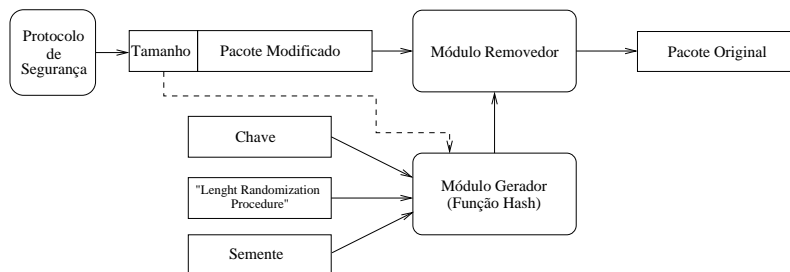 Protocolo
de
Segurança
Tamanho
Pacote Modificado
Módulo Removedor
Pacote Original
Chave
"Lenght Randomization
Procedure"
Semente
Módulo Gerador
(Função Hash)